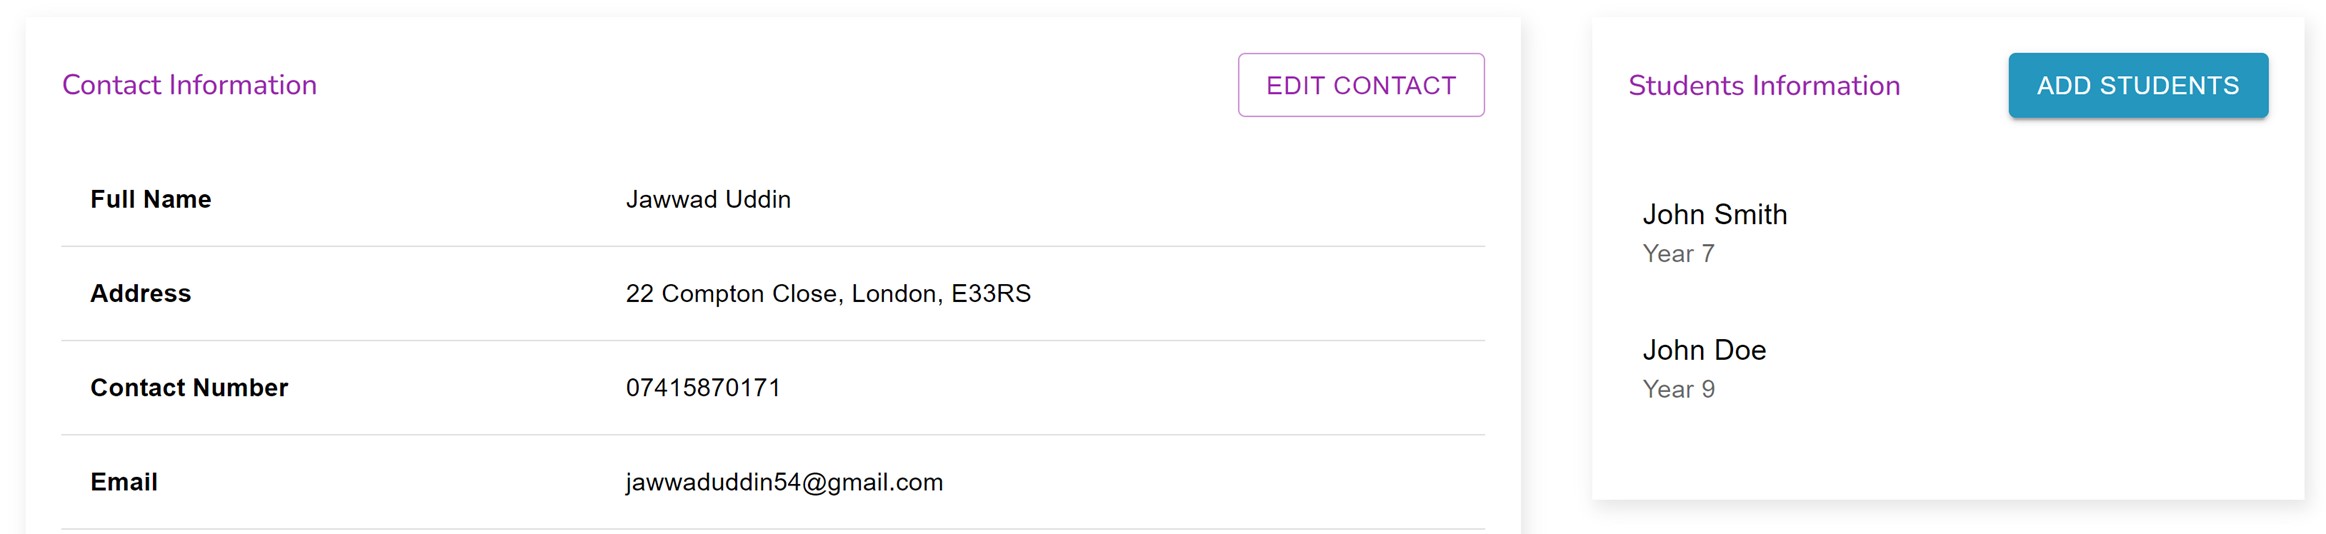 Contact Information
EDIT CONTACT
Full Name
Jawwad Uddin
Address
22 Compton Close, London, E33RS
Contact Number
07415870171
Email
jawwaduddin54@gmail.com
Students Information
ADD STUDENTS
John Smith
Year 7
John Doe
Year 9